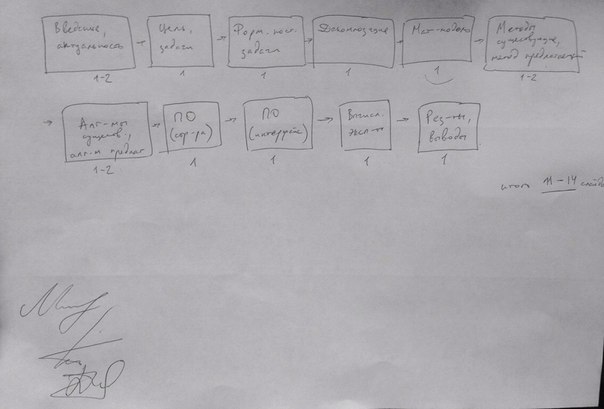 Введение,
актуальность
1-2
Цель,
задачи
1
Форм. пост.
задачи
1
Декомпозиция
1
Мат-модель
1
Методы
существующие,
метод предлагаемый
1-2
Алг-мы
существ.,
алг-м предлаг.
1-2
ПО
(стр-ра)
1
ПО
(интерфейс)
1
Вычисл.
эксп-т
1
Рез-ты,
выводы
1
итого 11-14 слайдов